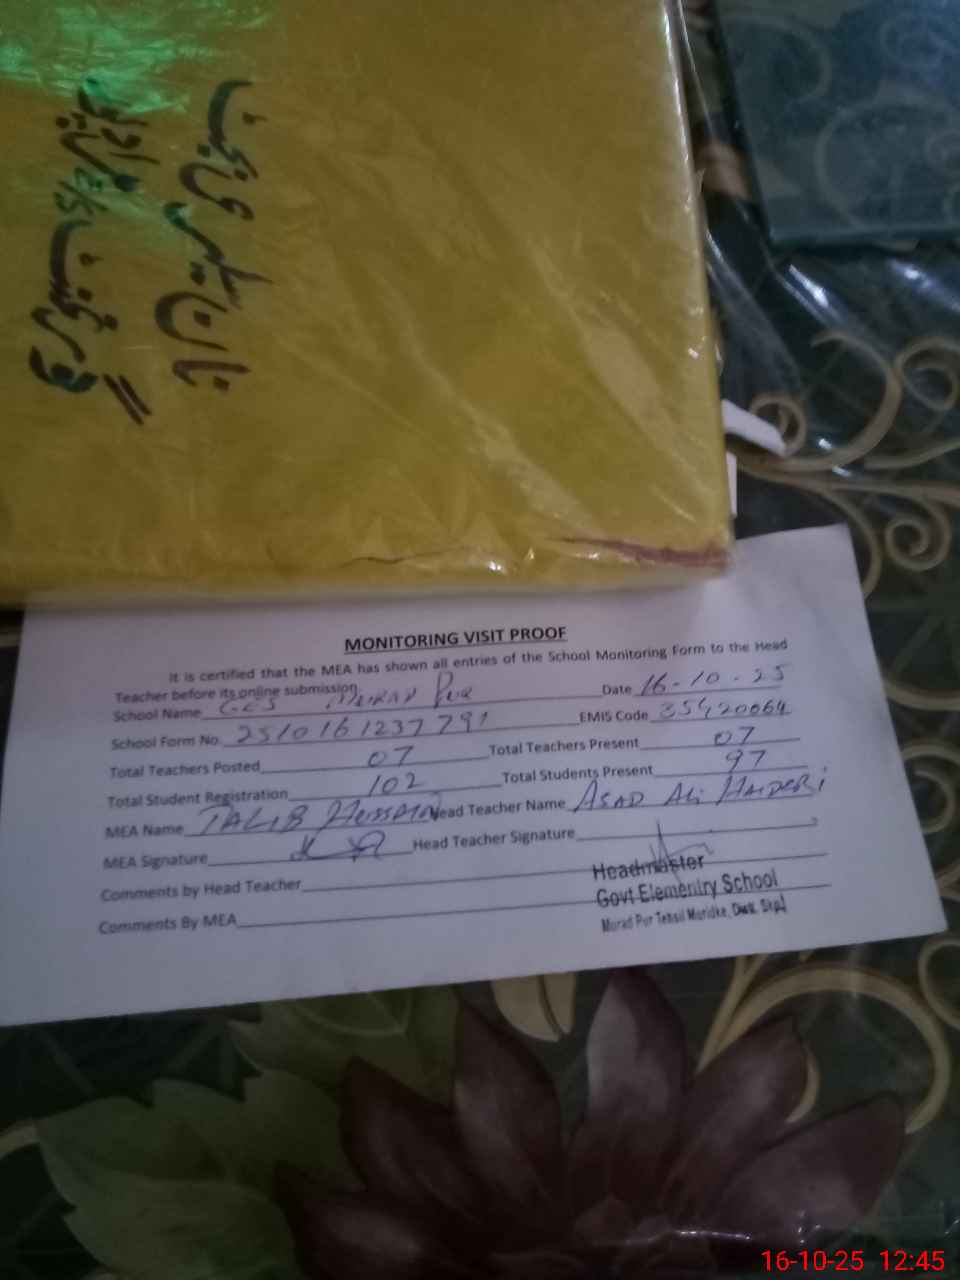 نان سیلری فانب
MONITORING VISIT PROOF
It is certified that the MEA has shown all entries of the School Monitoring Form to the Head
Teacher before its online submission.
Date 16-10-25
School Name GES MURAD PUR
School Form No. 2510161237791 EMIS Code 35420064
Total Teachers Posted 07 Total Teachers Present 07
Total Student Registration 102 Total Students Present 97
MEA Name TALIB HUSSAIN Head Teacher Name ASAD Ali HAIDERi
MEA Signature Head Teacher Signature
Comments by Head Teacher
Comments By MEA
Headmaster
Govt Elementry School
Murad Pur Tehsil Muridke, Distt. Skp
16-10-25 12:45